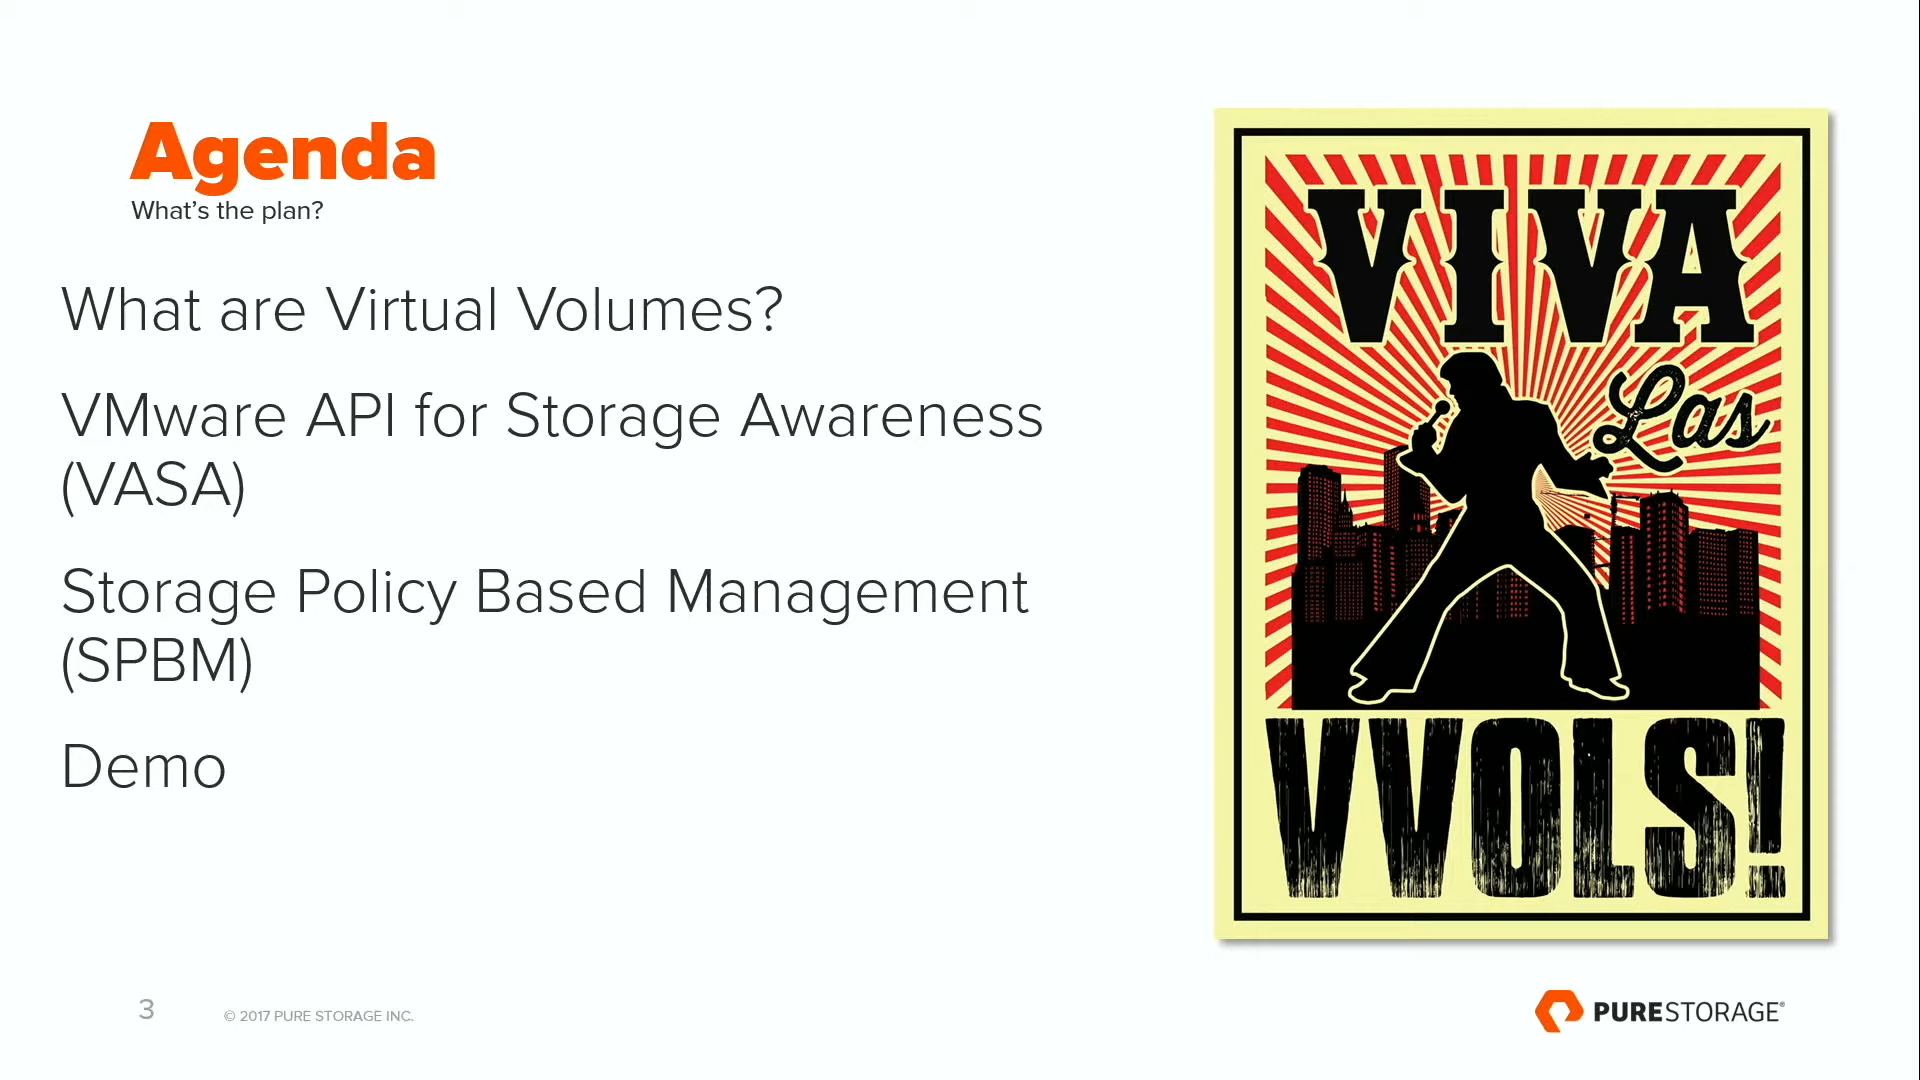 Agenda
What's the plan?
What are Virtual Volumes?
VMware API for Storage Awareness
(VASA)
Storage Policy Based Management
(SPBM)
Demo
VIVA
Las
VVOLS!
3
© 2017 PURE STORAGE INC.
PURESTORAGE®